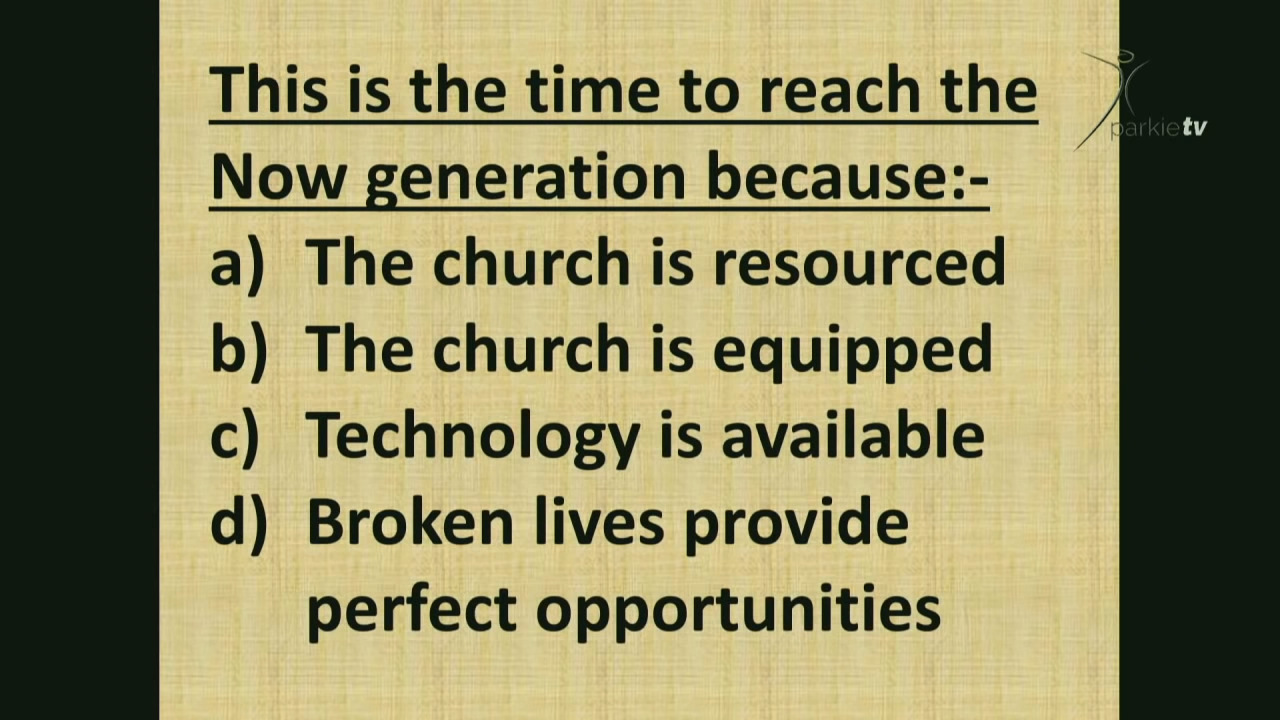 This is the time to reach the
Now generation because:-
a) The church is resourced
b) The church is equipped
c) Technology is available
d) Broken lives provide
perfect opportunities
parkietv